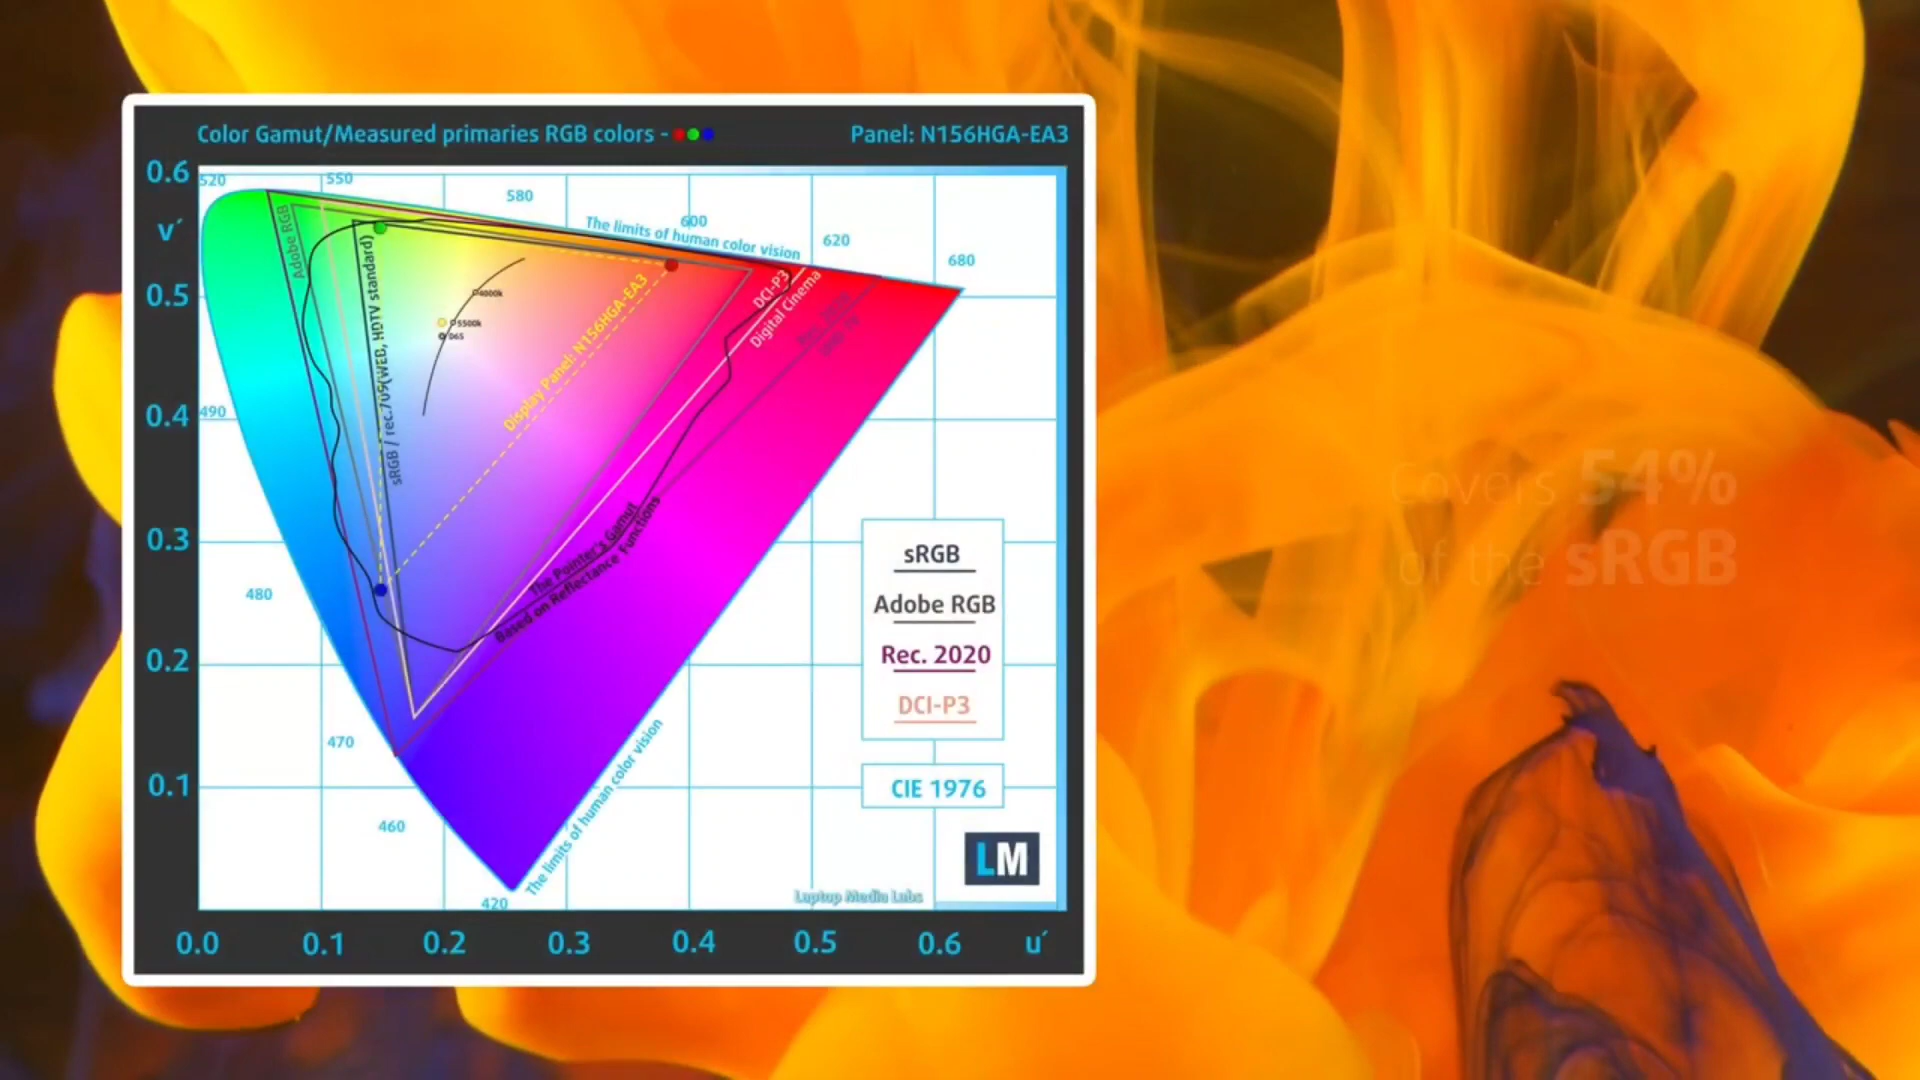 Color Gamut/Measured primaries RGB colors -
Panel: N156HGA-EA3
0.6
v´
0.5
0.4
0.3
0.2
0.1
520
550
580
600
620
680
490
480
470
460
420
The limits of human color vision
Adobe RGB
sRGB / rec.709(WEB, HDTV standard)
4000k
5500k
D65
Display Panel: N156HGA-EA3
DCI-P3
Digital Cinema
Rec. 2020
The Pointer's Gamut
Based on Reflectance Functions
The limits of human color vision
sRGB
Adobe RGB
Rec. 2020
DCI-P3
CIE 1976
LM
Laptop Media Labs
0.0 0.1 0.2 0.3 0.4 0.5 0.6 u´
Covers 54%
of the sRGB